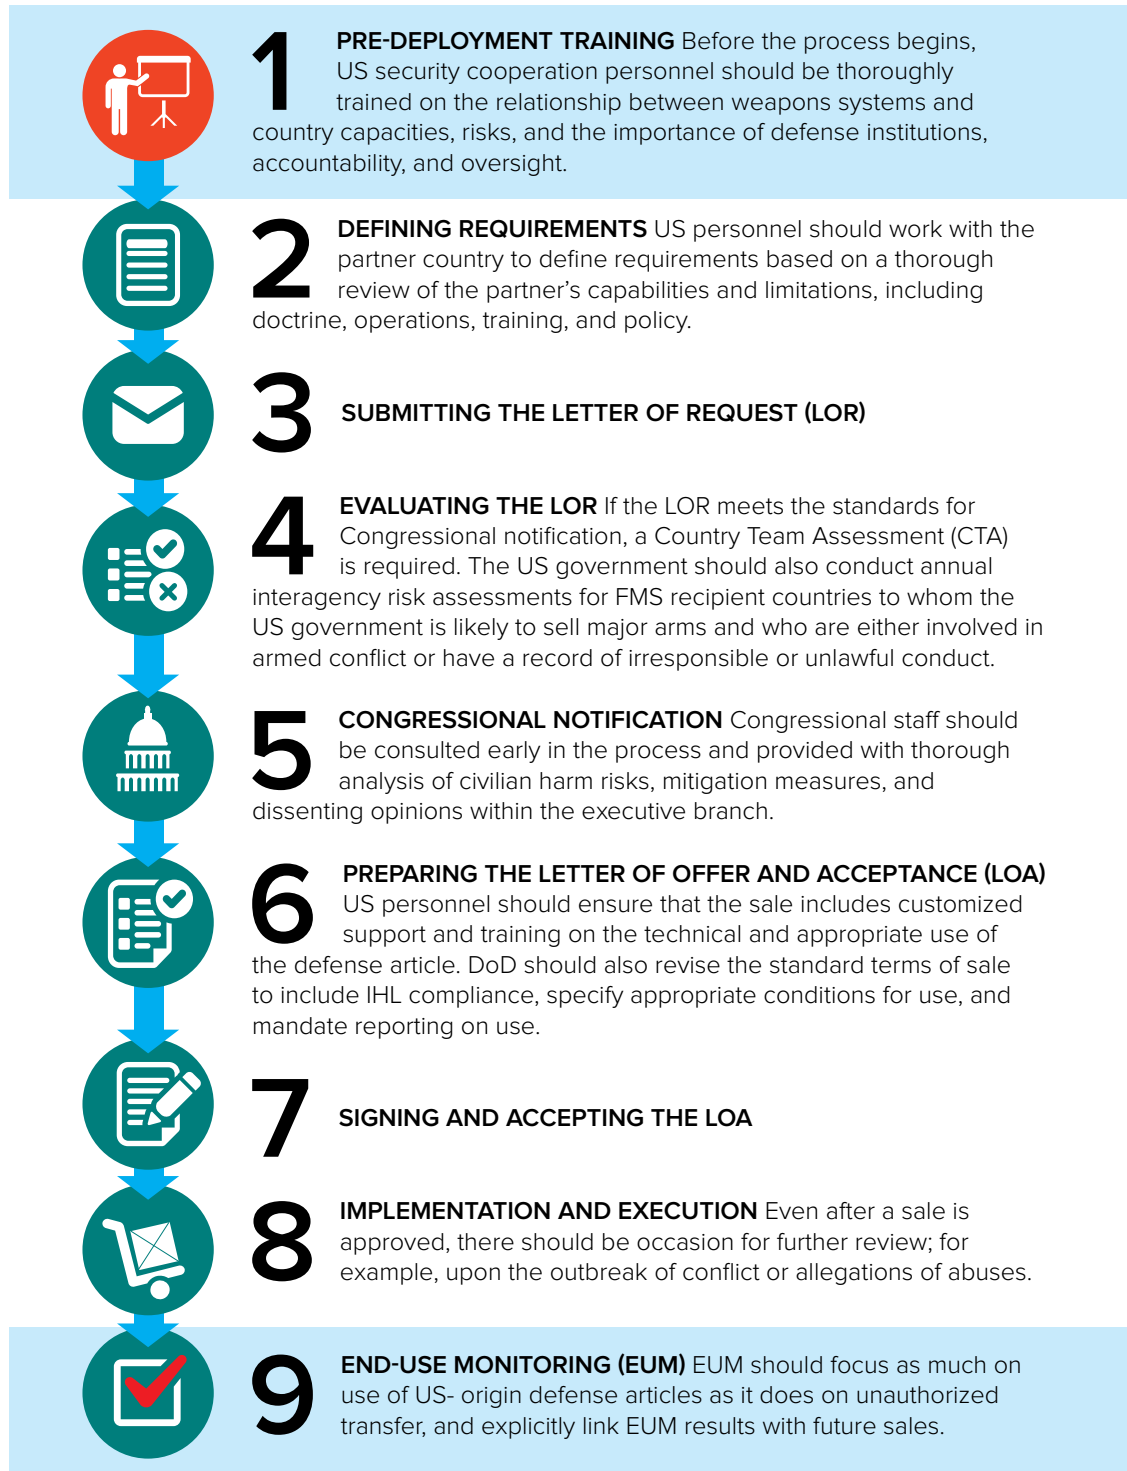 1 PRE-DEPLOYMENT TRAINING Before the process begins,
US security cooperation personnel should be thoroughly
trained on the relationship between weapons systems and
country capacities, risks, and the importance of defense institutions,
accountability, and oversight.
2 DEFINING REQUIREMENTS US personnel should work with the
partner country to define requirements based on a thorough
review of the partner's capabilities and limitations, including
doctrine, operations, training, and policy.
3 SUBMITTING THE LETTER OF REQUEST (LOR)
4 EVALUATING THE LOR If the LOR meets the standards for
Congressional notification, a Country Team Assessment (CTA)
is required. The US government should also conduct annual
interagency risk assessments for FMS recipient countries to whom the
US government is likely to sell major arms and who are either involved in
armed conflict or have a record of irresponsible or unlawful conduct.
5 CONGRESSIONAL NOTIFICATION Congressional staff should
be consulted early in the process and provided with thorough
analysis of civilian harm risks, mitigation measures, and
dissenting opinions within the executive branch.
6 PREPARING THE LETTER OF OFFER AND ACCEPTANCE (LOA)
US personnel should ensure that the sale includes customized
support and training on the technical and appropriate use of
the defense article. DoD should also revise the standard terms of sale
to include IHL compliance, specify appropriate conditions for use, and
mandate reporting on use.
7 SIGNING AND ACCEPTING THE LOA
8 IMPLEMENTATION AND EXECUTION Even after a sale is
approved, there should be occasion for further review; for
example, upon the outbreak of conflict or allegations of abuses.
9 END-USE MONITORING (EUM) EUM should focus as much on
use of US- origin defense articles as it does on unauthorized
transfer, and explicitly link EUM results with future sales.